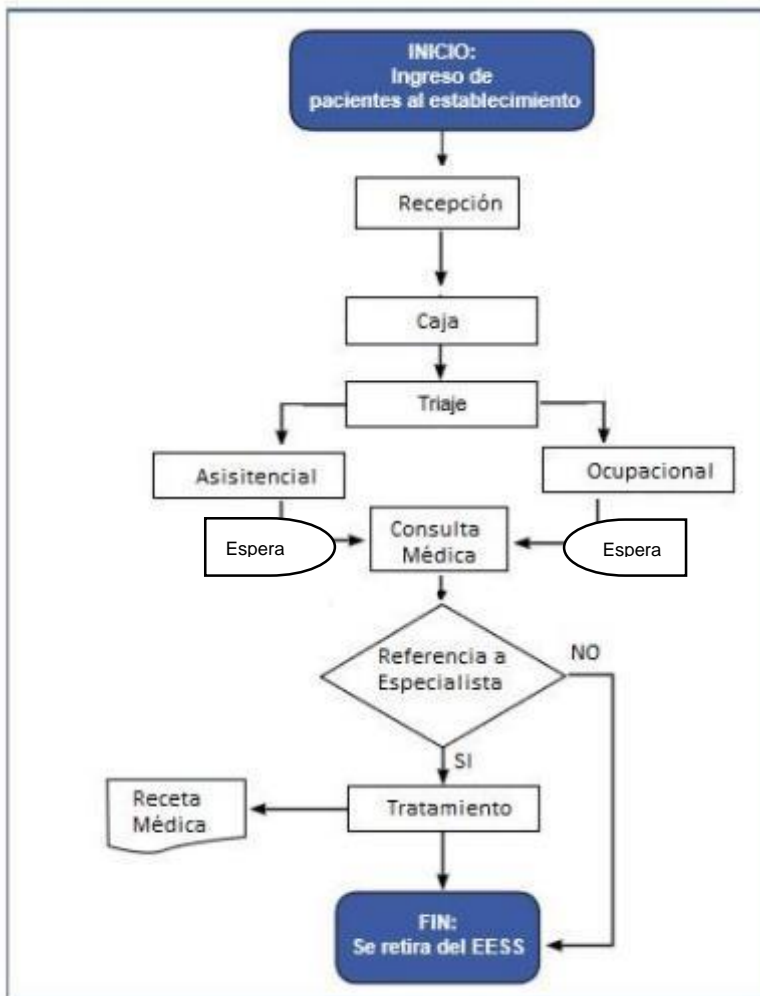 INICIO:
Ingreso de
pacientes al establecimiento
Recepción
Caja
Triaje
Asisitencial
Ocupacional
Espera
Consulta
Médica
Espera
Referencia a
Especialista
NO
SI
Receta
Médica
Tratamiento
FIN:
Se retira del EESS